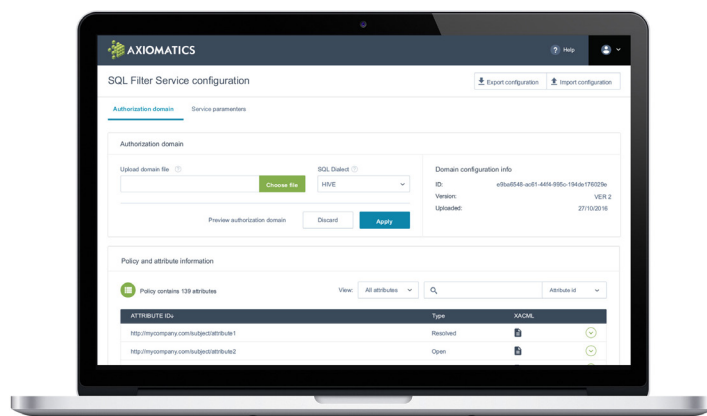 AXIOMATICS
Help
SQL Filter Service configuration
Export configuration
Import configuration
Authorization domain
Service paramenters
Authorization domain
Upload domain file
SQL Dialect
Choose file
HIVE
Preview authorization domain
Discard
Apply
Domain configuration info
ID: e9ba6548-ac61-44f4-995c-194de176029e
Version: VER 2
Uploaded: 27/10/2016
Policy and attribute information
Policy contains 139 attributes
View: All attributes
Attribute id
ATTRIBUTE ID Type XACML
http://mycompany.com/subject/attribute1 Resolved
http://mycompany.com/subject/attribute2 Open